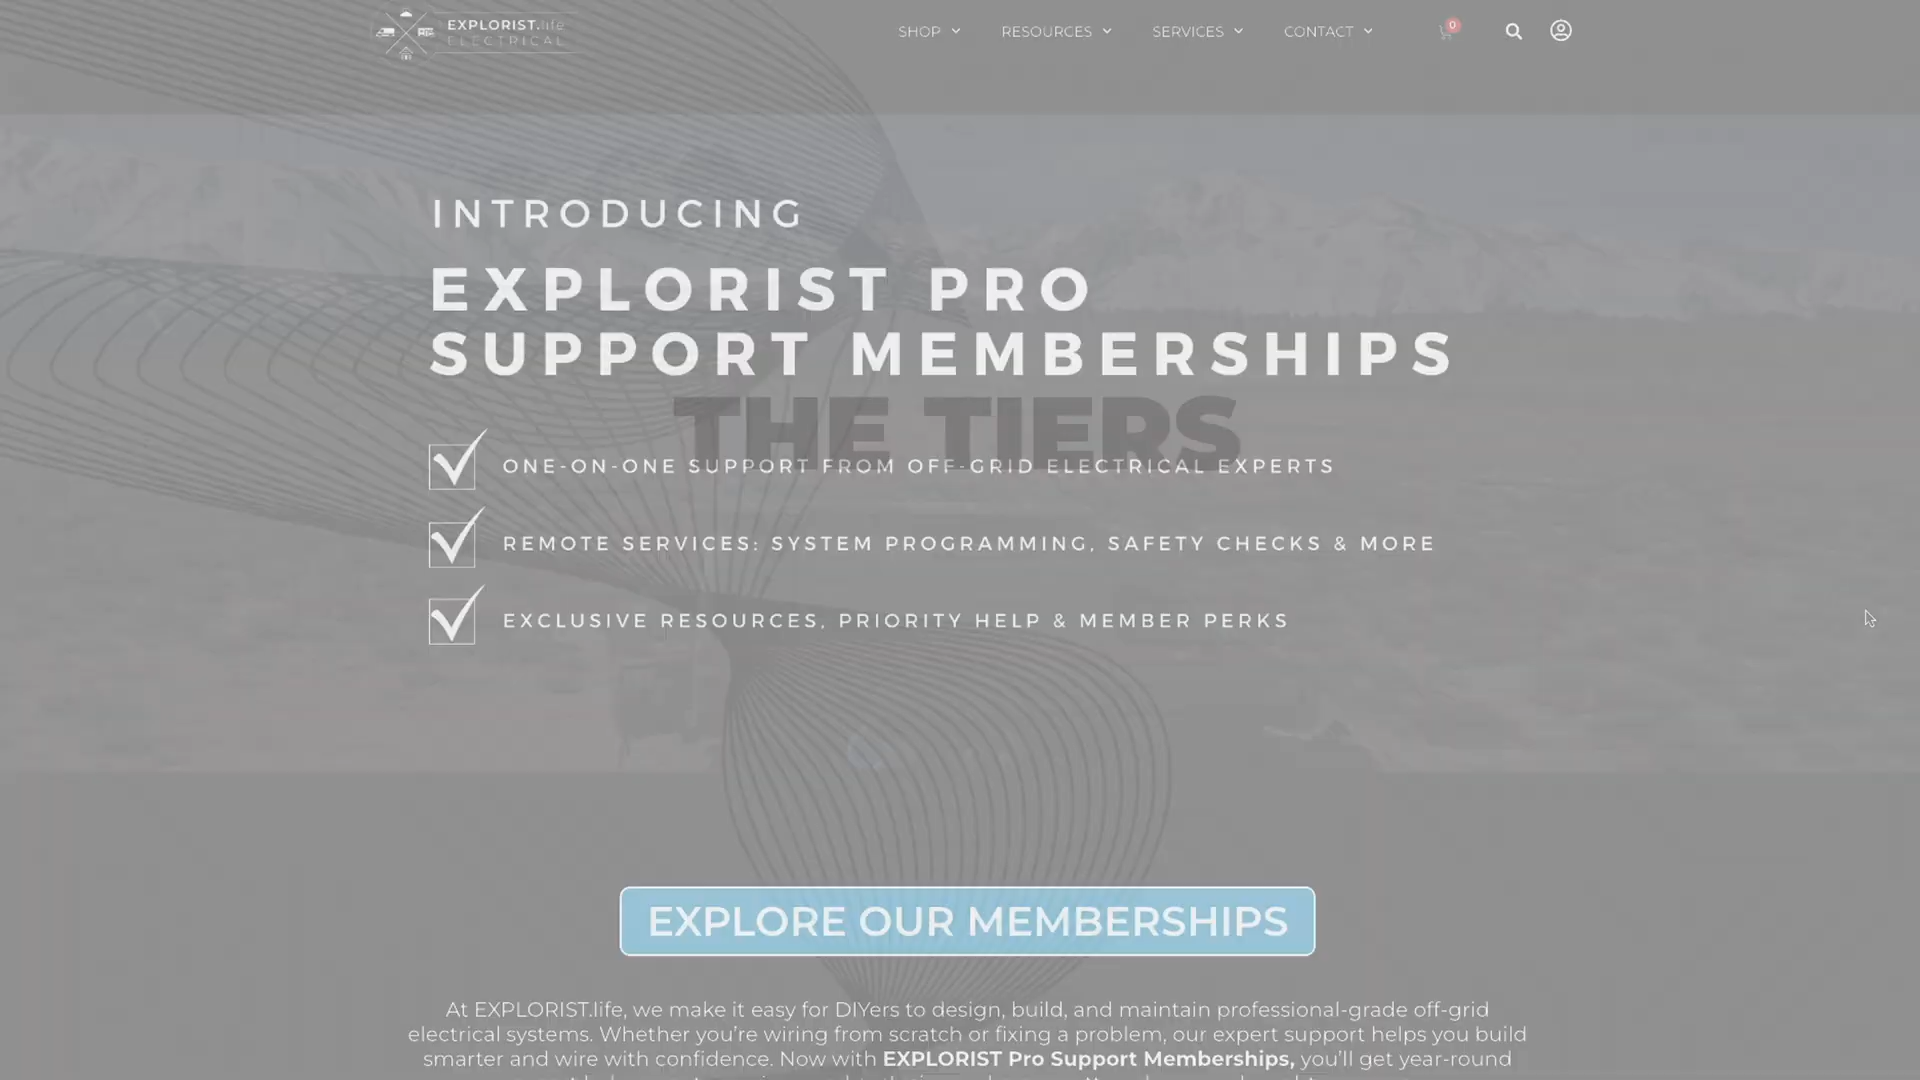 EXPLORIST.life
ELECTRICAL
SHOP
RESOURCES
SERVICES
CONTACT
0
INTRODUCING
EXPLORIST PRO
SUPPORT MEMBERSHIPS
THE TIERS
ONE-ON-ONE SUPPORT FROM OFF-GRID ELECTRICAL EXPERTS
REMOTE SERVICES: SYSTEM PROGRAMMING, SAFETY CHECKS & MORE
EXCLUSIVE RESOURCES, PRIORITY HELP & MEMBER PERKS
EXPLORE OUR MEMBERSHIPS
At EXPLORIST.life, we make it easy for DIYers to design, build, and maintain professional-grade off-grid
electrical systems. Whether you're wiring from scratch or fixing a problem, our expert support helps you build
smarter and wire with confidence. Now with EXPLORIST Pro Support Memberships, you'll get year-round